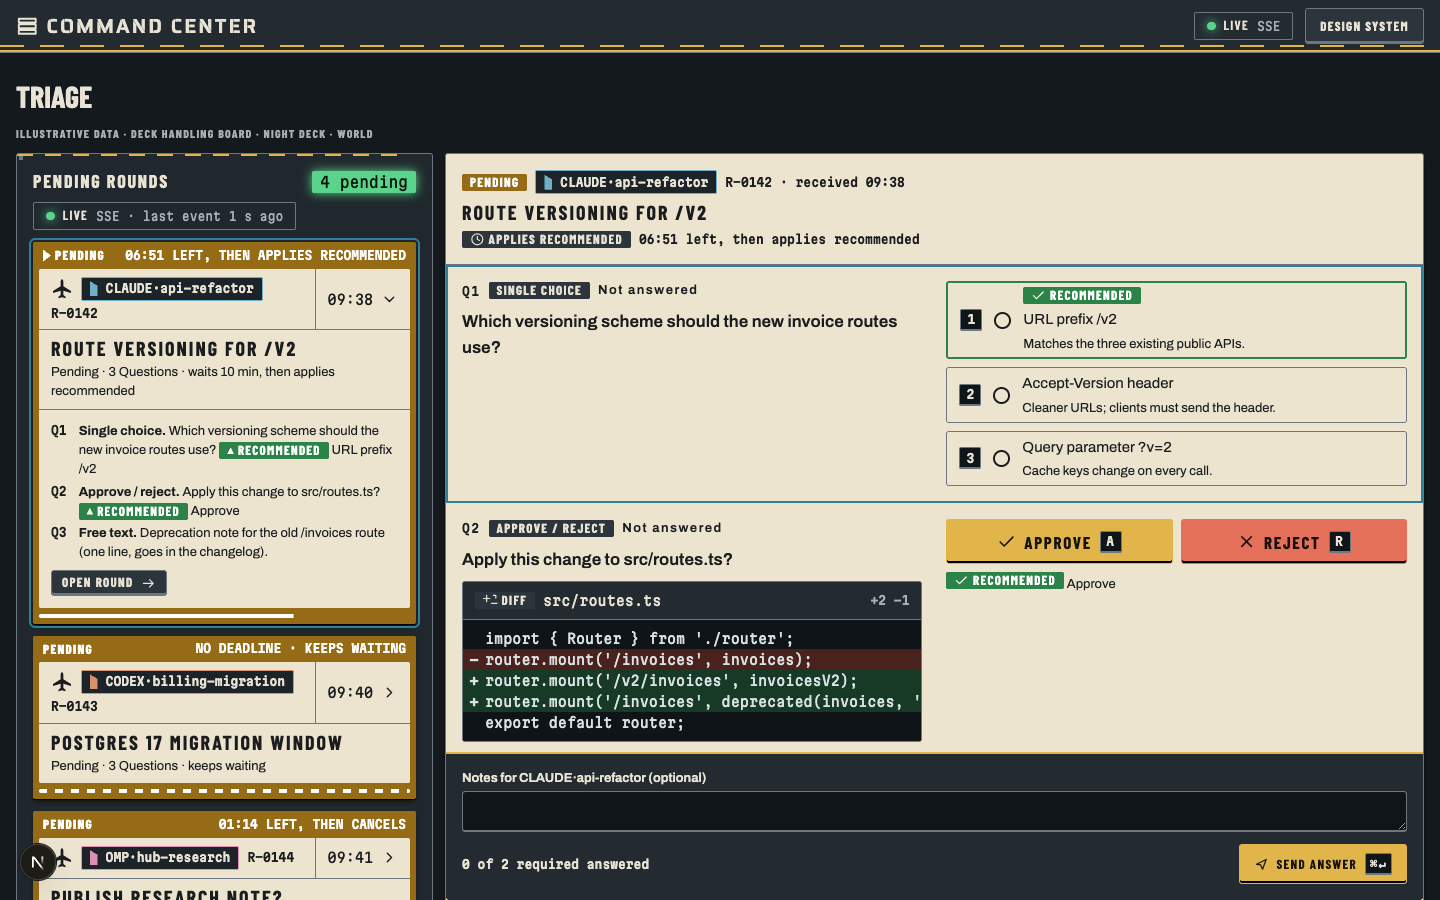 COMMAND CENTER
LIVE SSE
DESIGN SYSTEM
TRIAGE
ILLUSTRATIVE DATA · DECK HANDLING BOARD · NIGHT DECK · WORLD
PENDING ROUNDS
4 pending
LIVE SSE · last event 1 s ago
PENDING 06:51 LEFT, THEN APPLIES RECOMMENDED
CLAUDE·api-refactor
R-0142
09:38
ROUTE VERSIONING FOR /V2
Pending · 3 Questions · waits 10 min, then applies
recommended
Q1 Single choice. Which versioning scheme should the
new invoice routes use? RECOMMENDED URL prefix
/v2
Q2 Approve / reject. Apply this change to src/routes.ts?
RECOMMENDED Approve
Q3 Free text. Deprecation note for the old /invoices route
(one line, goes in the changelog).
OPEN ROUND →
PENDING NO DEADLINE · KEEPS WAITING
CODEX·billing-migration
R-0143
09:40
POSTGRES 17 MIGRATION WINDOW
Pending · 3 Questions · keeps waiting
PENDING 01:14 LEFT, THEN CANCELS
OMP·hub-research R-0144
09:41
PUBLISH RESEARCH NOTE?
N
PENDING CLAUDE·api-refactor R-0142 · received 09:38
ROUTE VERSIONING FOR /V2
APPLIES RECOMMENDED 06:51 left, then applies recommended
Q1 SINGLE CHOICE Not answered
Which versioning scheme should the new invoice routes
use?
RECOMMENDED
1 URL prefix /v2
Matches the three existing public APIs.
2 Accept-Version header
Cleaner URLs; clients must send the header.
3 Query parameter ?v=2
Cache keys change on every call.
Q2 APPROVE / REJECT Not answered
Apply this change to src/routes.ts?
APPROVE A
REJECT R
RECOMMENDED Approve
DIFF src/routes.ts +2 −1
import { Router } from './router';
− router.mount('/invoices', invoices);
+ router.mount('/v2/invoices', invoicesV2);
+ router.mount('/invoices', deprecated(invoices, '
export default router;
Notes for CLAUDE·api-refactor (optional)
0 of 2 required answered
SEND ANSWER ⌘↵